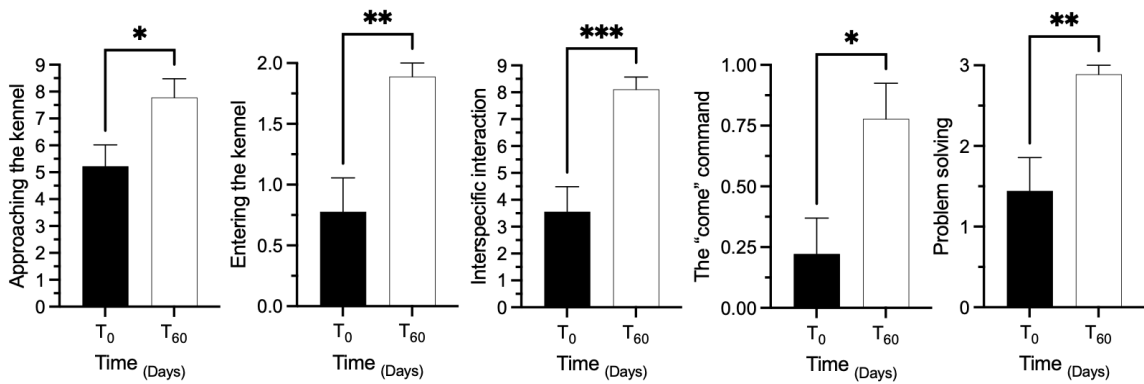 *
Approaching the kennel
9
8
7
6
5
4
3
2
1
0
T0
T60
Time (Days)
**
Entering the kennel
2.0
1.5
1.0
0.5
0.0
T0
T60
Time (Days)
***
Interspecific interaction
9
8
7
6
5
4
3
2
1
0
T0
T60
Time (Days)
*
The “come” command
1.00
0.75
0.50
0.25
0.00
T0
T60
Time (Days)
**
Problem solving
3
2
1
0
T0
T60
Time (Days)